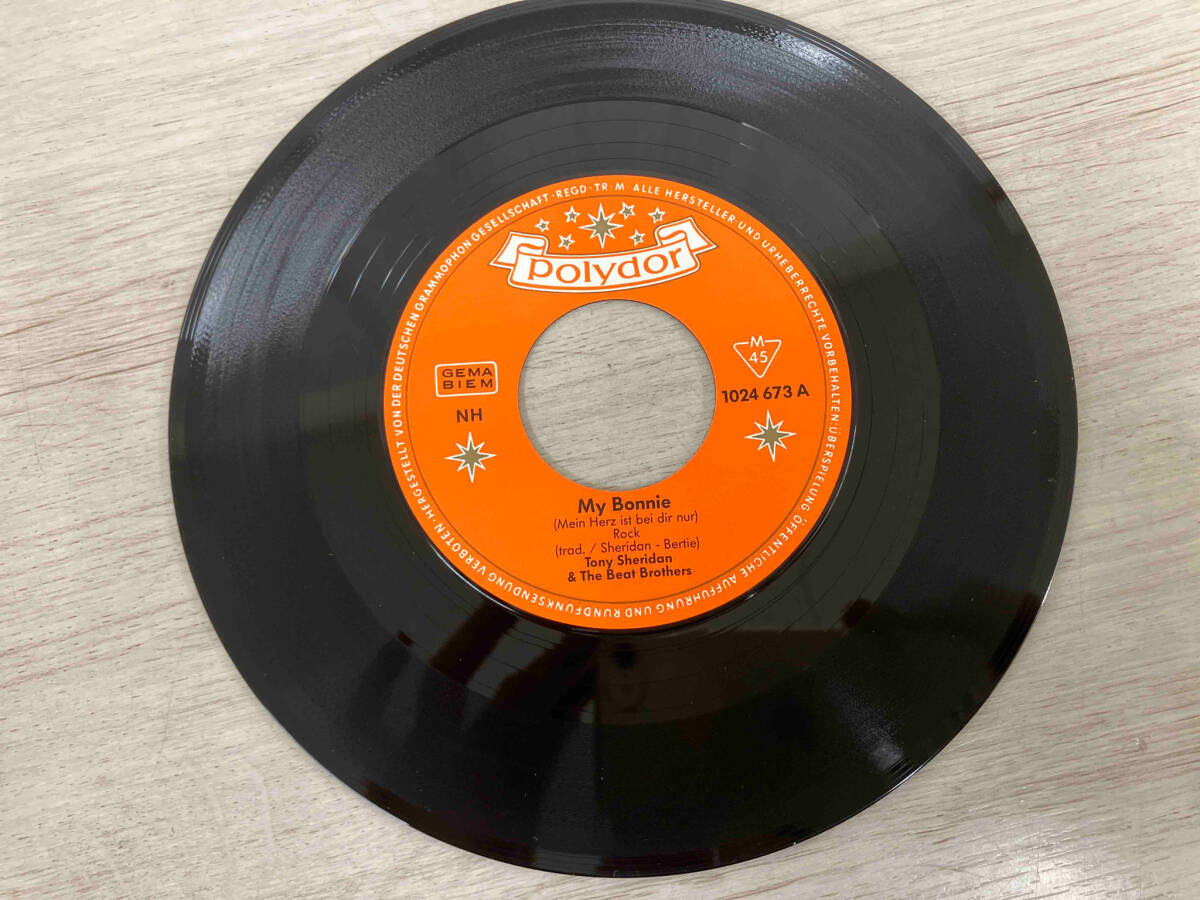 HERGESTELLT VON DER DEUTSCHEN GRAMMOPHON GESELLSCHAFT · REGD · TR · M · ALLE HERSTELLER - UND URHEBERRECHTE VORBEHALTEN: ÜBERSPIELUNG ÖFFENTLICHE AUFFÜHRUNG UND RUNDFUNKSENDUNG VERBOTEN ·
polydor
GEMA
BIEM
NH
M
45
1024 673 A
My Bonnie
(Mein Herz ist bei dir nur)
Rock
(trad. / Sheridan - Bertie)
Tony Sheridan
& The Beat Brothers